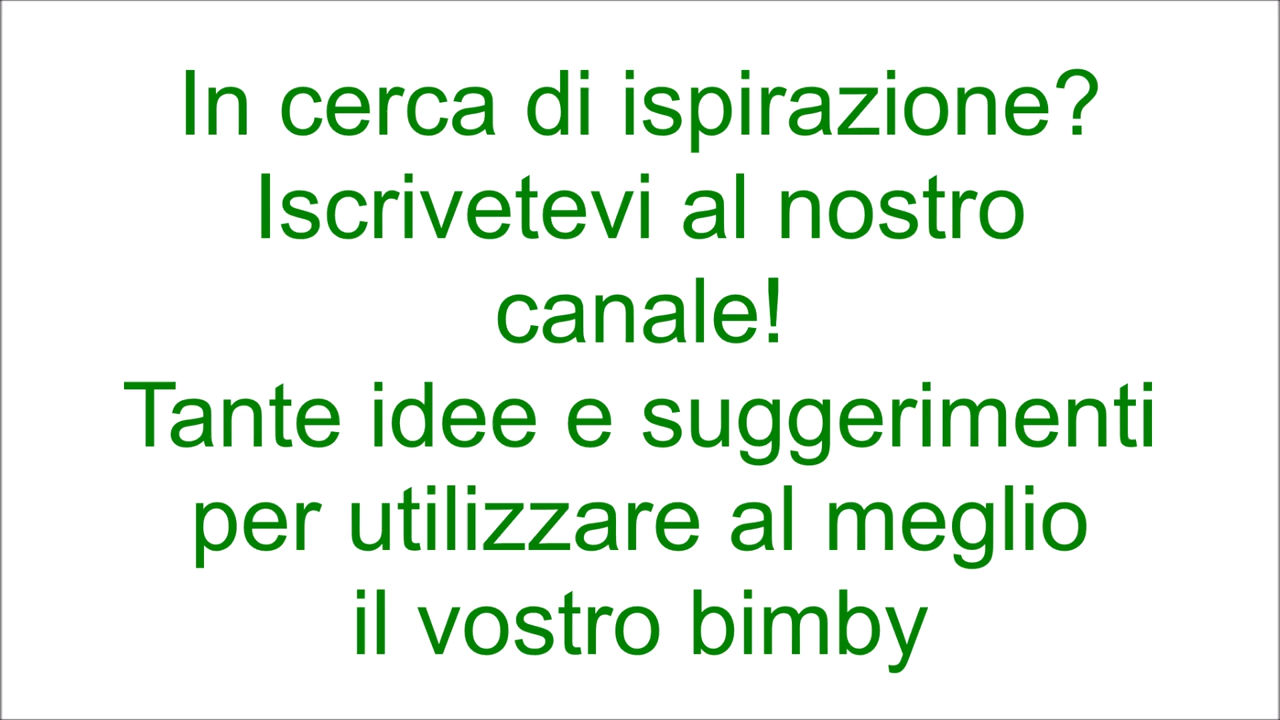 In cerca di ispirazione?
Iscrivetevi al nostro
canale!
Tante idee e suggerimenti
per utilizzare al meglio
il vostro bimby